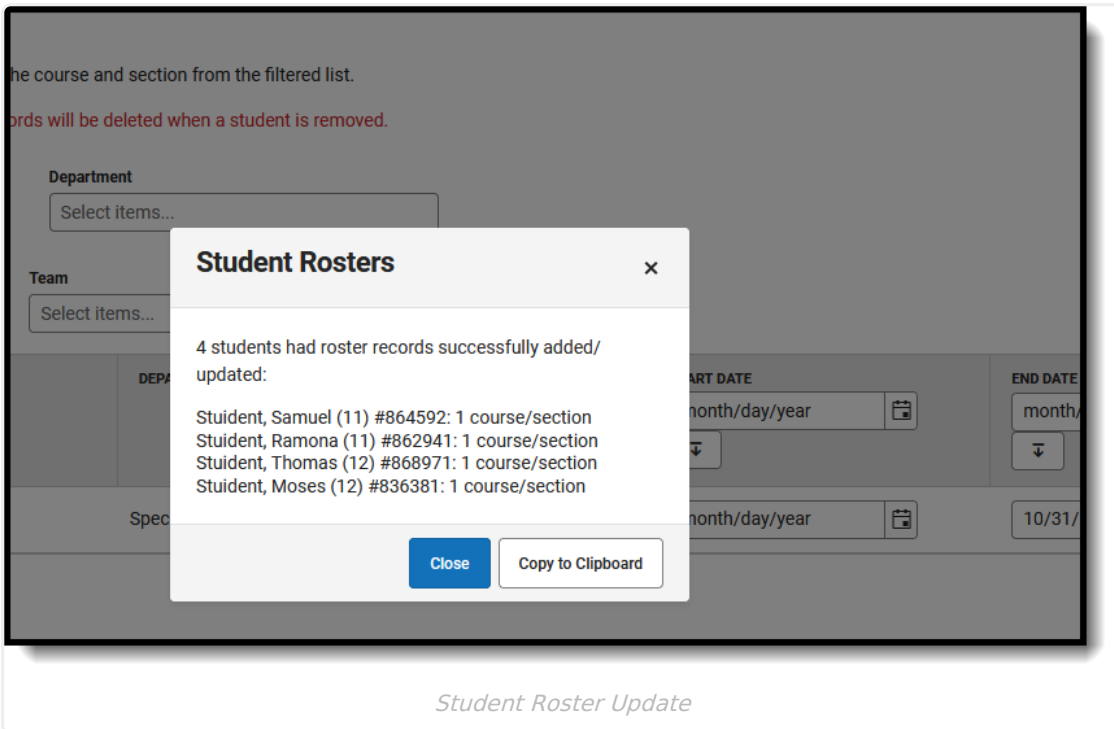 he course and section from the filtered list.
ords will be deleted when a student is removed.
Department
Select items...
Student Rosters
Team
Select items...
4 students had roster records successfully added/
updated:
DEPA
ART DATE
END DATE
month/day/year
month/
Stuident, Samuel (11) #864592: 1 course/section
Stuident, Ramona (11) #862941: 1 course/section
Stuident, Thomas (12) #868971: 1 course/section
Stuident, Moses (12) #836381: 1 course/section
Spec
month/day/year
10/31/
Close
Copy to Clipboard
Student Roster Update